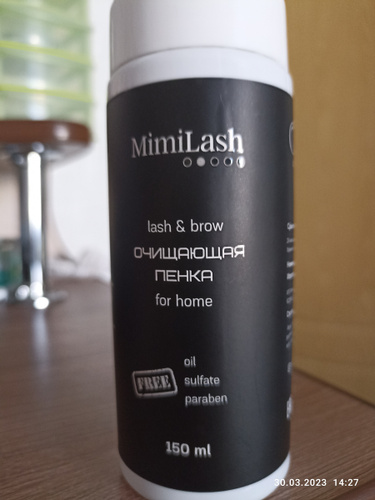 MimiLash
lash & brow
ОЧИЩАЮЩАЯ
ПЕНКА
for home
FREE
oil
sulfate
paraben
150 ml
30.03.2023 14:27